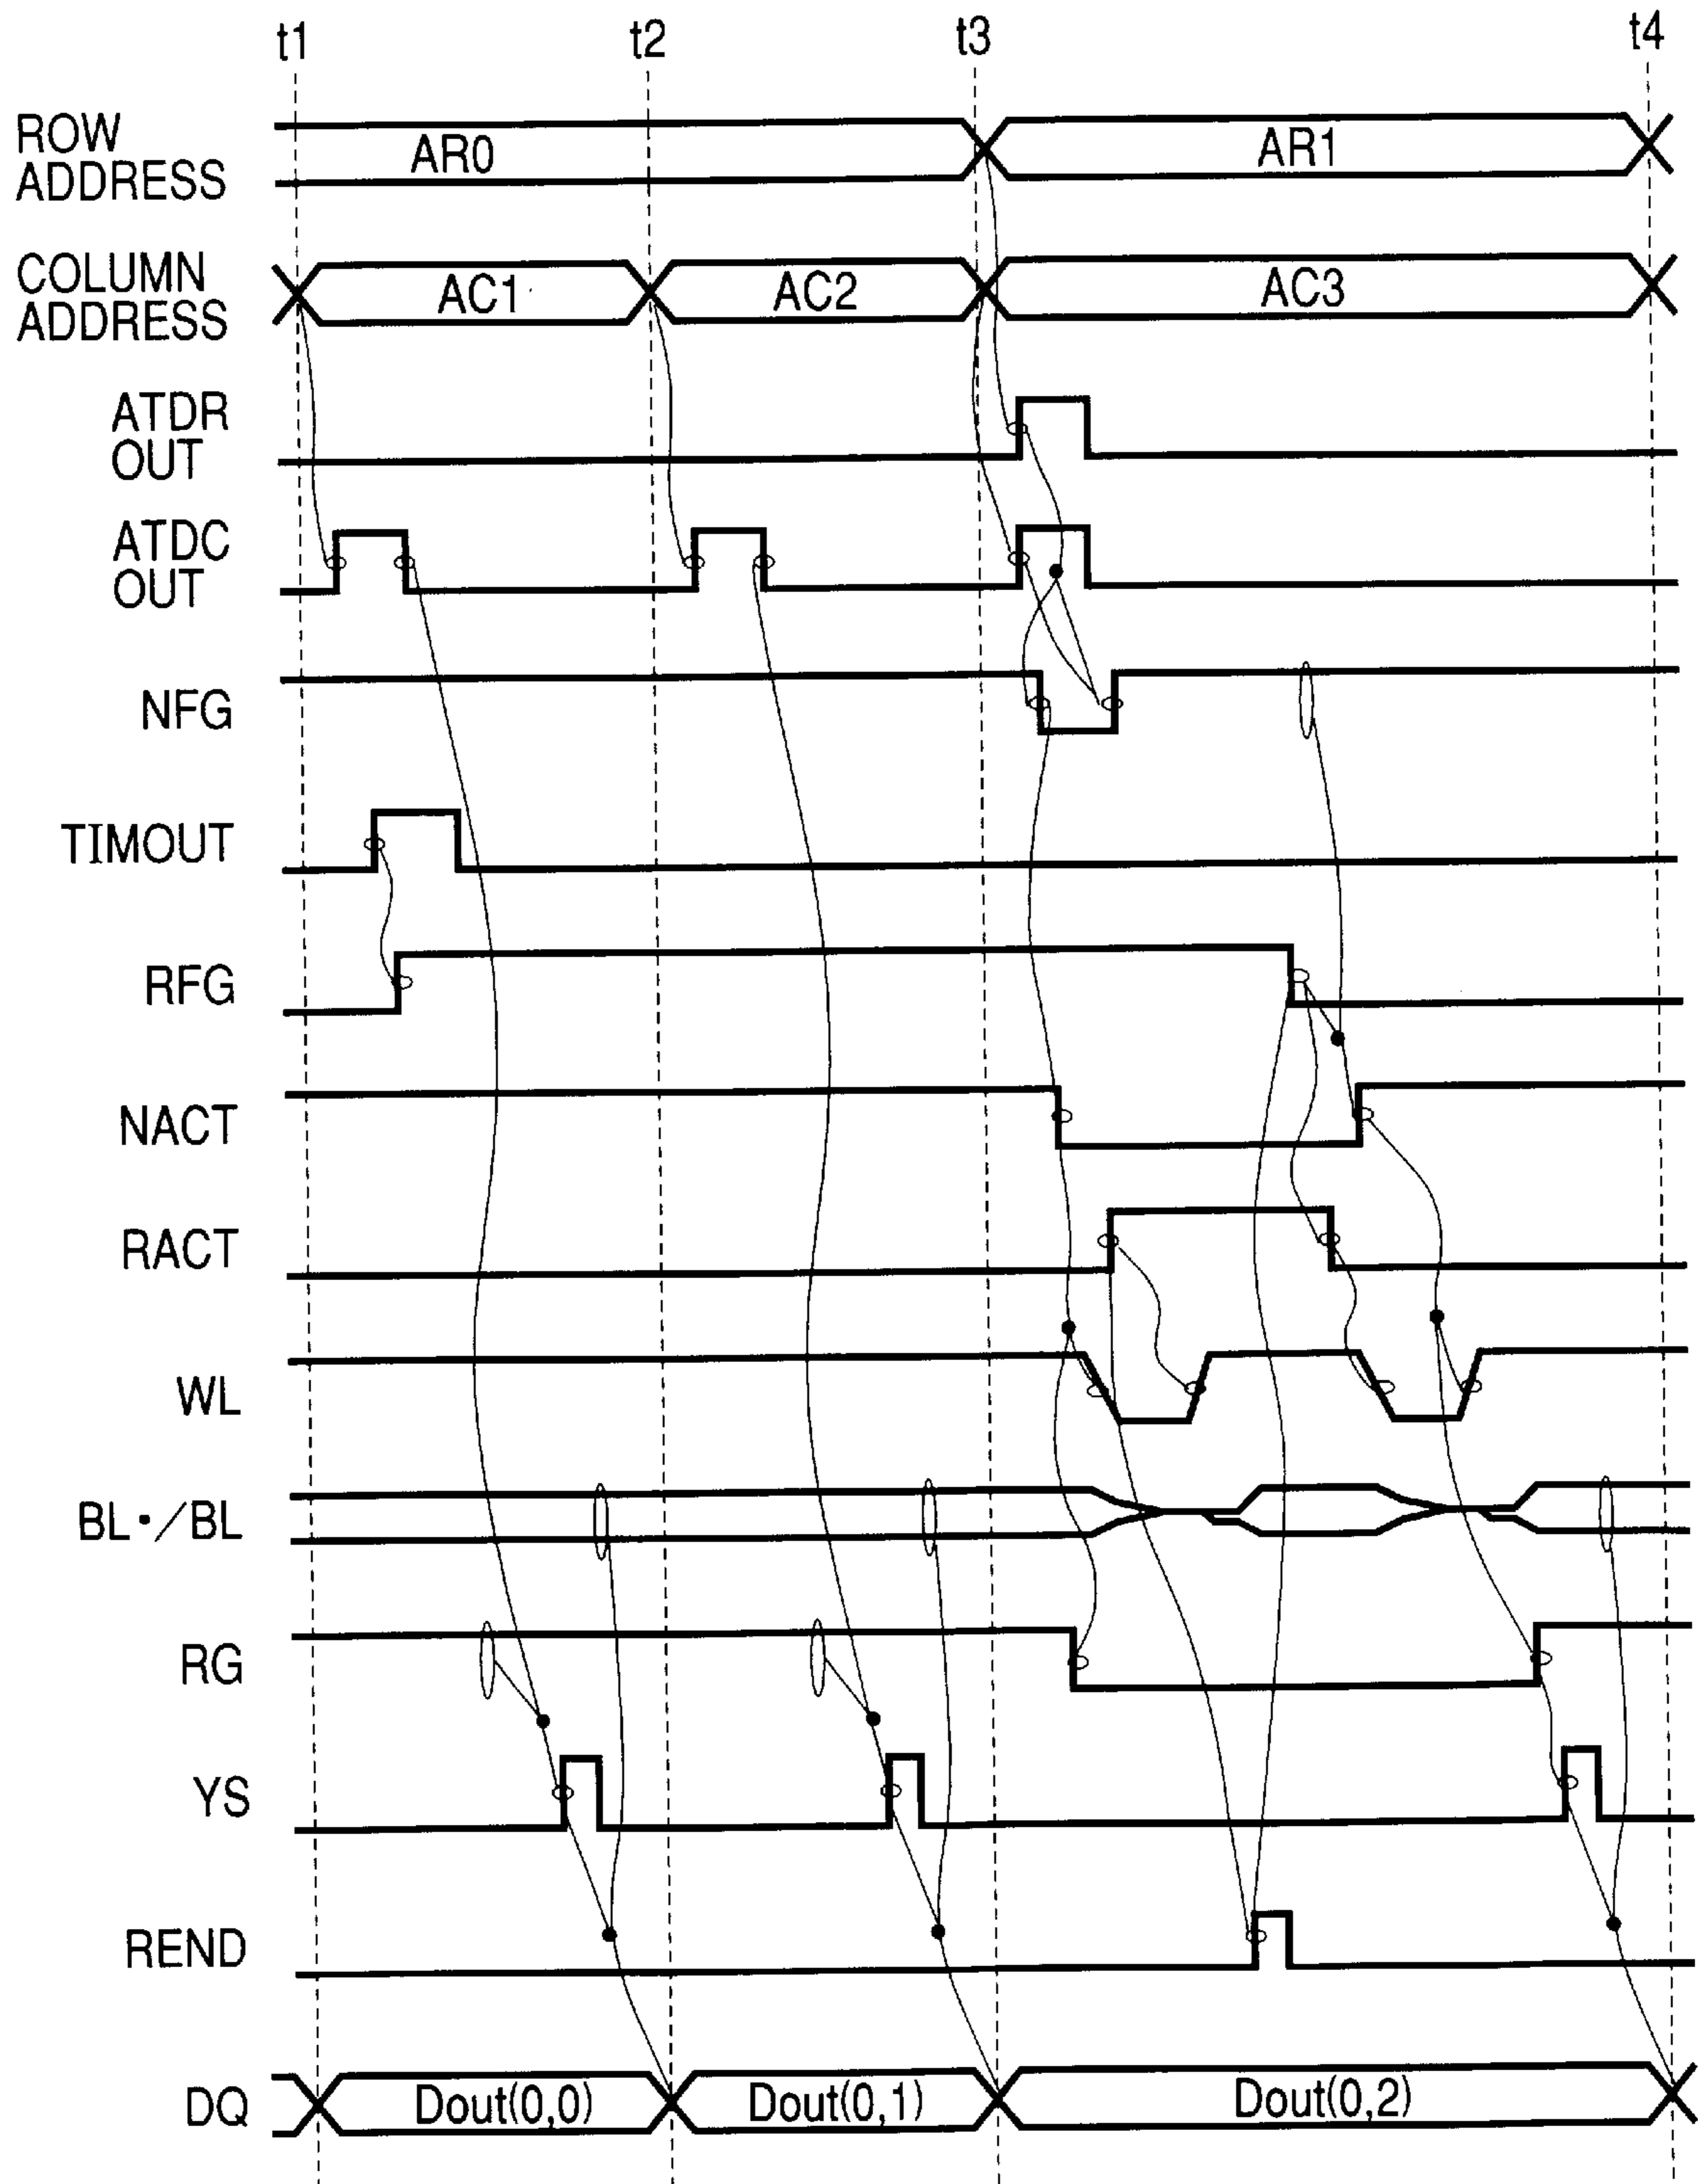 t1 t2 t3 t4
ROW
ADDRESS
AR0 AR1
COLUMN
ADDRESS
AC1 AC2 AC3
ATDR
OUT
ATDC
OUT
NFG
TIMOUT
RFG
NACT
RACT
WL
BL・/BL
RG
YS
REND
DQ Dout(0,0) Dout(0,1) Dout(0,2)